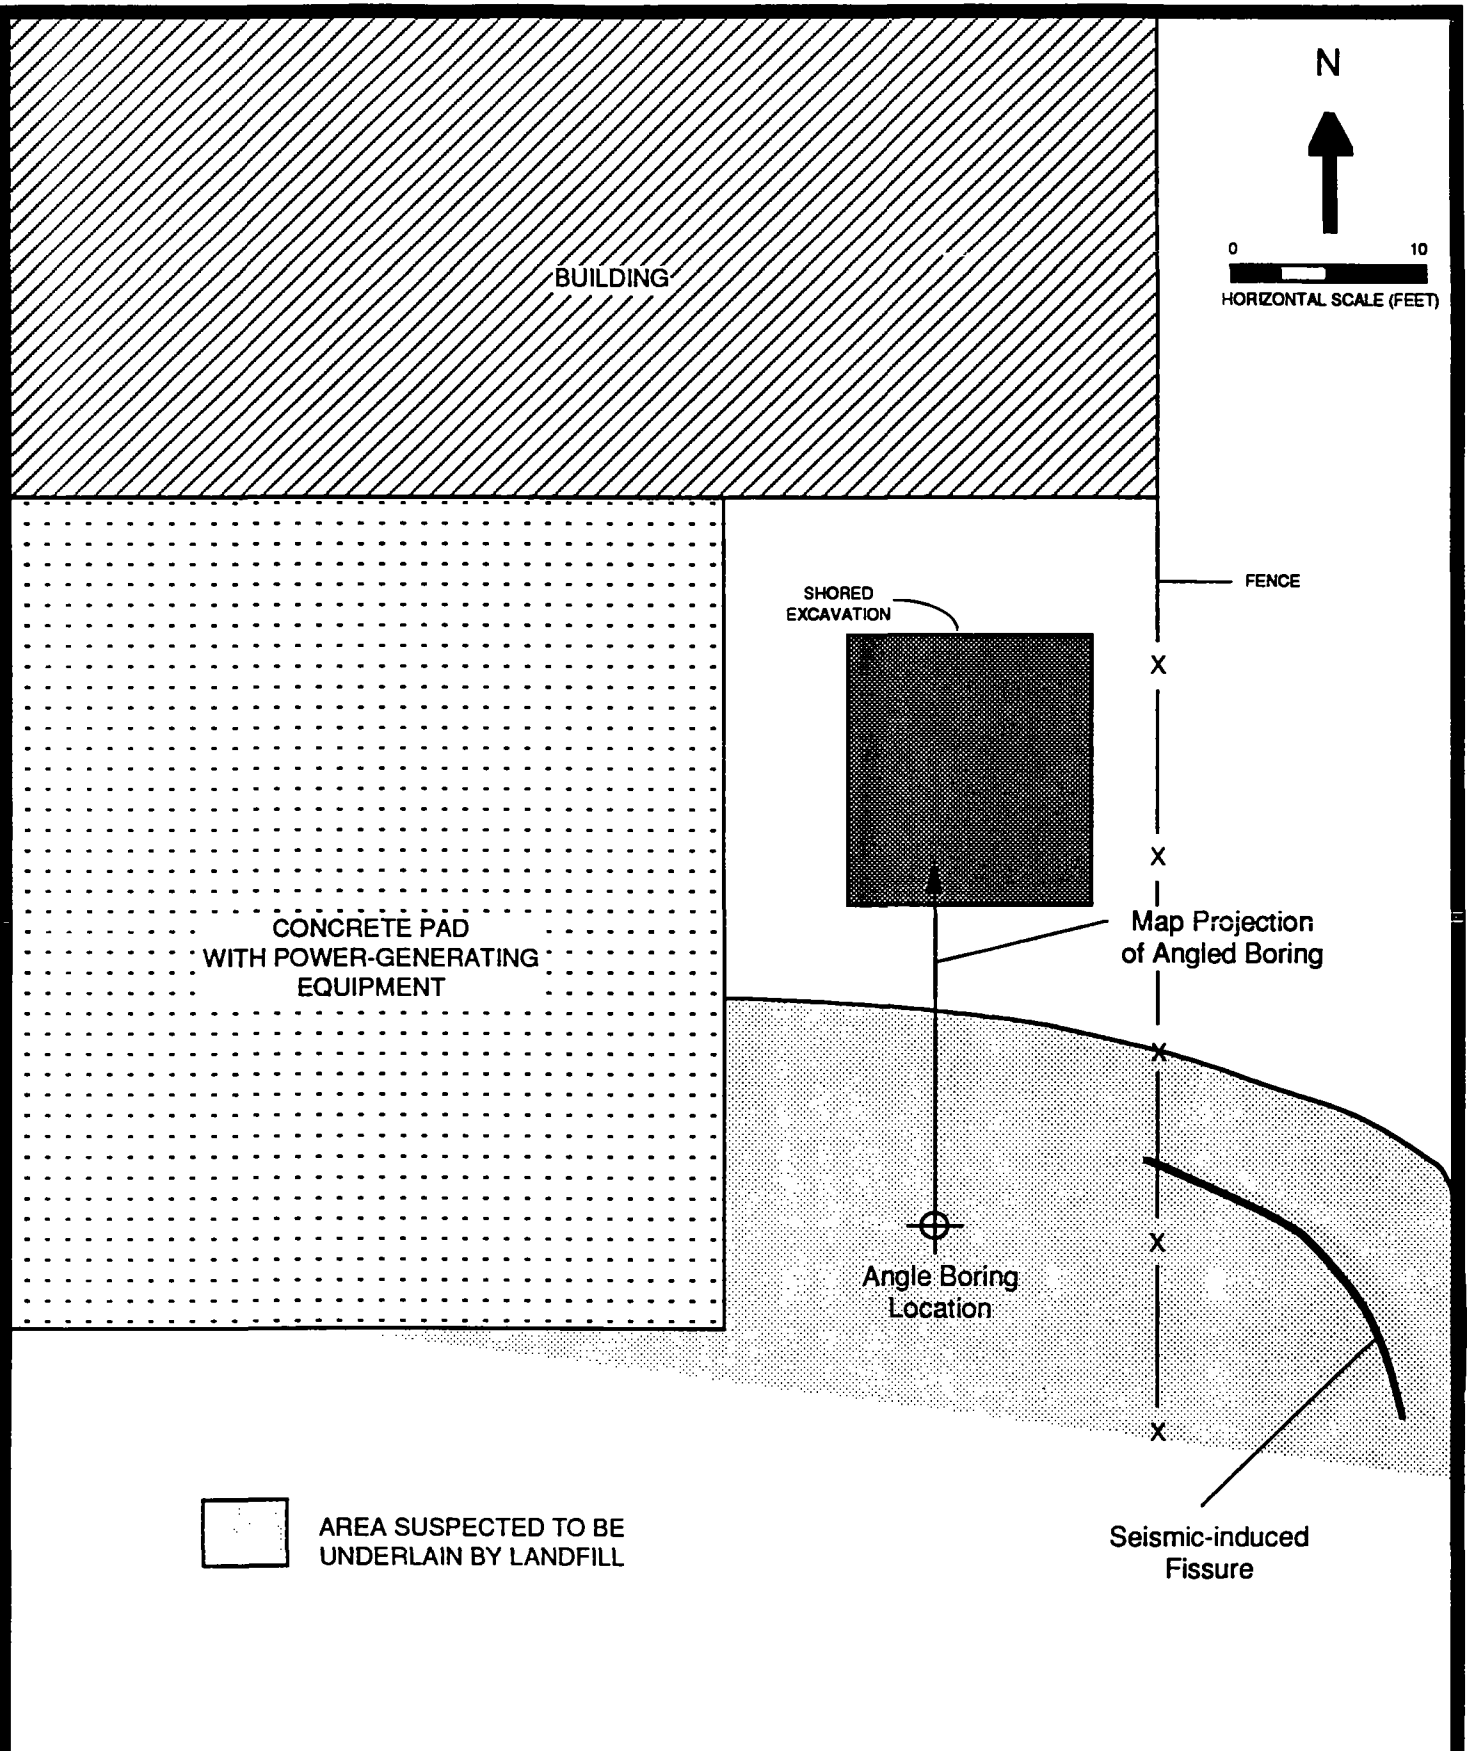 N
0 10
HORIZONTAL SCALE (FEET)
BUILDING
FENCE
SHORED
EXCAVATION
X
X
CONCRETE PAD
WITH POWER-GENERATING
EQUIPMENT
Map Projection
of Angled Boring
X
X
Angle Boring
Location
X
AREA SUSPECTED TO BE
UNDERLAIN BY LANDFILL
Seismic-induced
Fissure